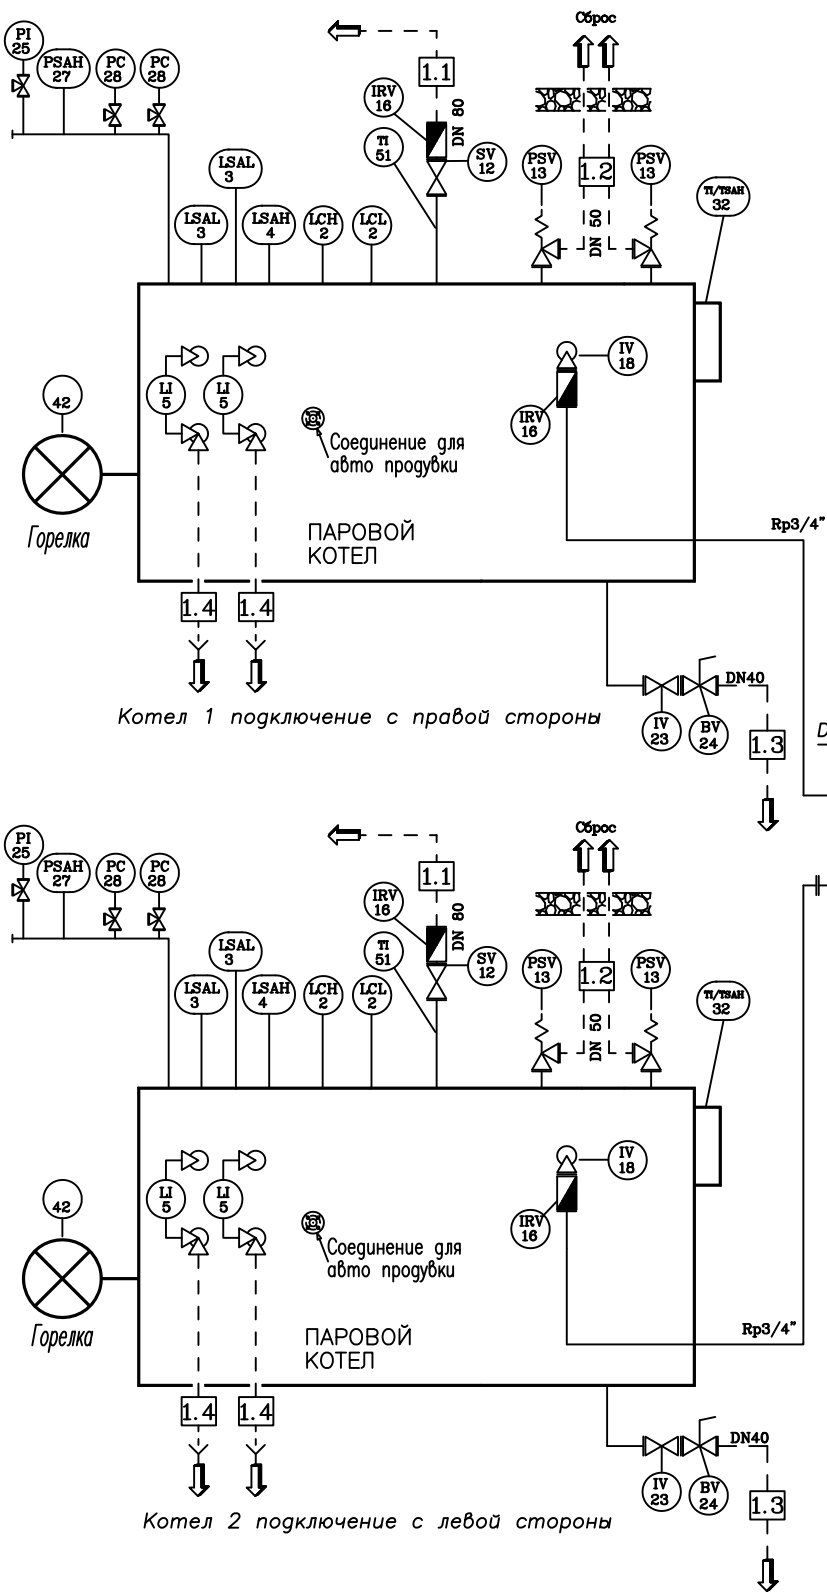 Сброс
PI
25
PSAH
27
PC
28
PC
28
1.1
IRV
16
DN 80
TI
51
SV
12
PSV
13
1.2
PSV
13
DN 50
TI/TSAH
32
LSAL
3
LSAL
3
LSAH
4
LCH
2
LCL
2
IV
18
LI
5
LI
5
42
IRV
16
Соединение для
авто продувки
Горелка
ПАРОВОЙ
КОТЕЛ
Rp3/4"
1.4
1.4
DN40
IV
23
BV
24
1.3
D
Котел 1 подключение с правой стороны
Сброс
PI
25
PSAH
27
PC
28
PC
28
1.1
IRV
16
DN 80
TI
51
SV
12
PSV
13
1.2
PSV
13
DN 50
TI/TSAH
32
LSAL
3
LSAL
3
LSAH
4
LCH
2
LCL
2
IV
18
LI
5
LI
5
42
IRV
16
Соединение для
авто продувки
Горелка
ПАРОВОЙ
КОТЕЛ
Rp3/4"
1.4
1.4
DN40
IV
23
BV
24
1.3
Котел 2 подключение с левой стороны